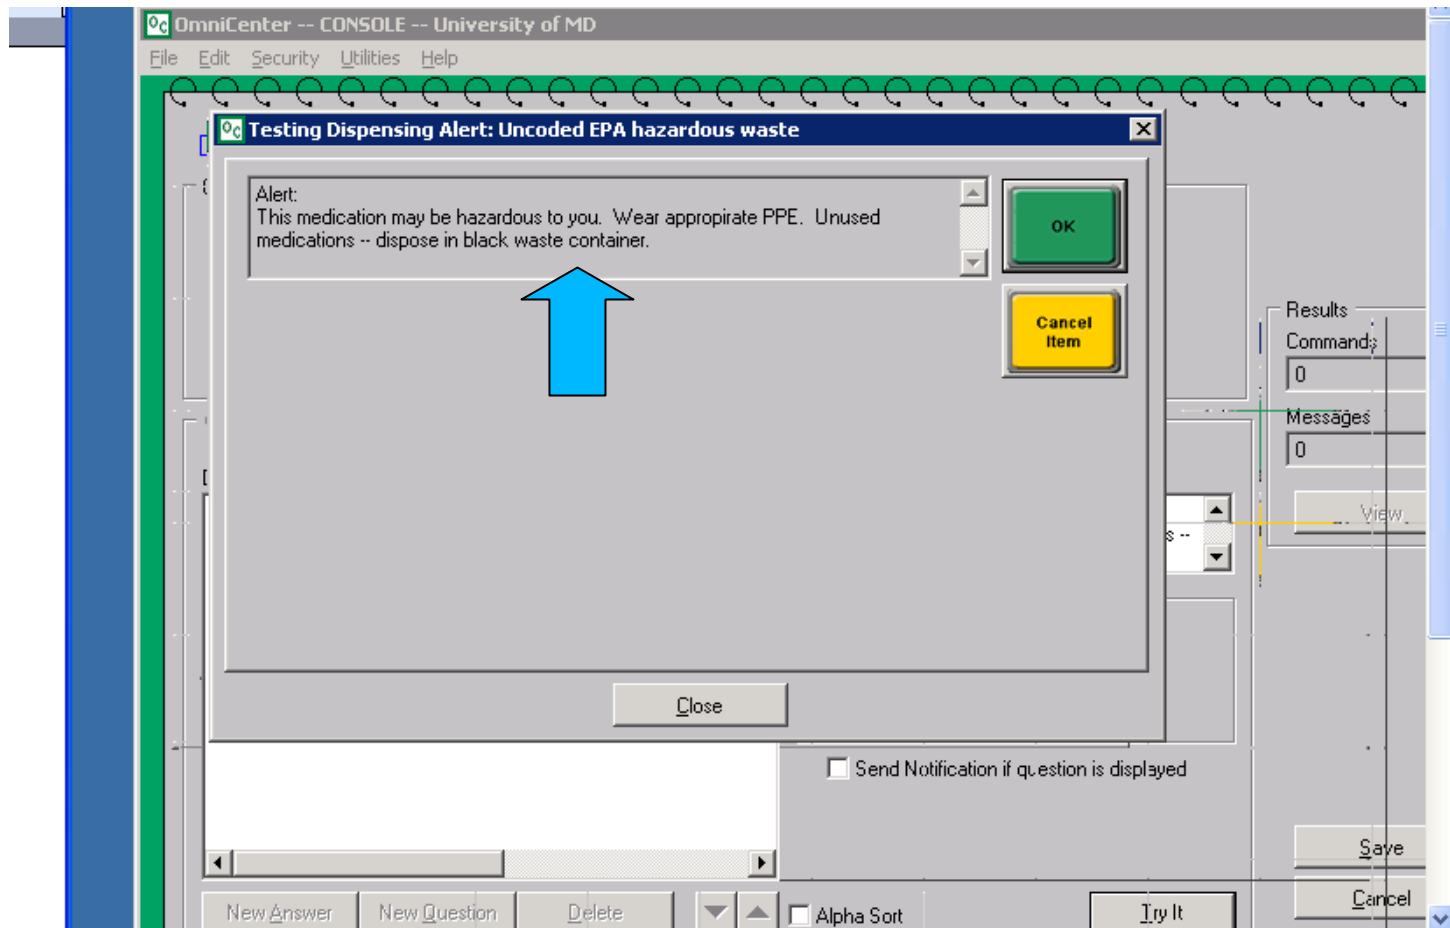 OmniCenter -- CONSOLE -- University of MD
File Edit Security Utilities Help
Testing Dispensing Alert: Uncoded EPA hazardous waste
Alert:
This medication may be hazardous to you. Wear appropirate PPE. Unused
medications -- dispose in black waste container.
OK
Cancel
Item
Results
Commands
0
Messages
0
View
s --
Close
Send Notification if question is displayed
Save
Cancel
New Answer New Question Delete Alpha Sort Try It